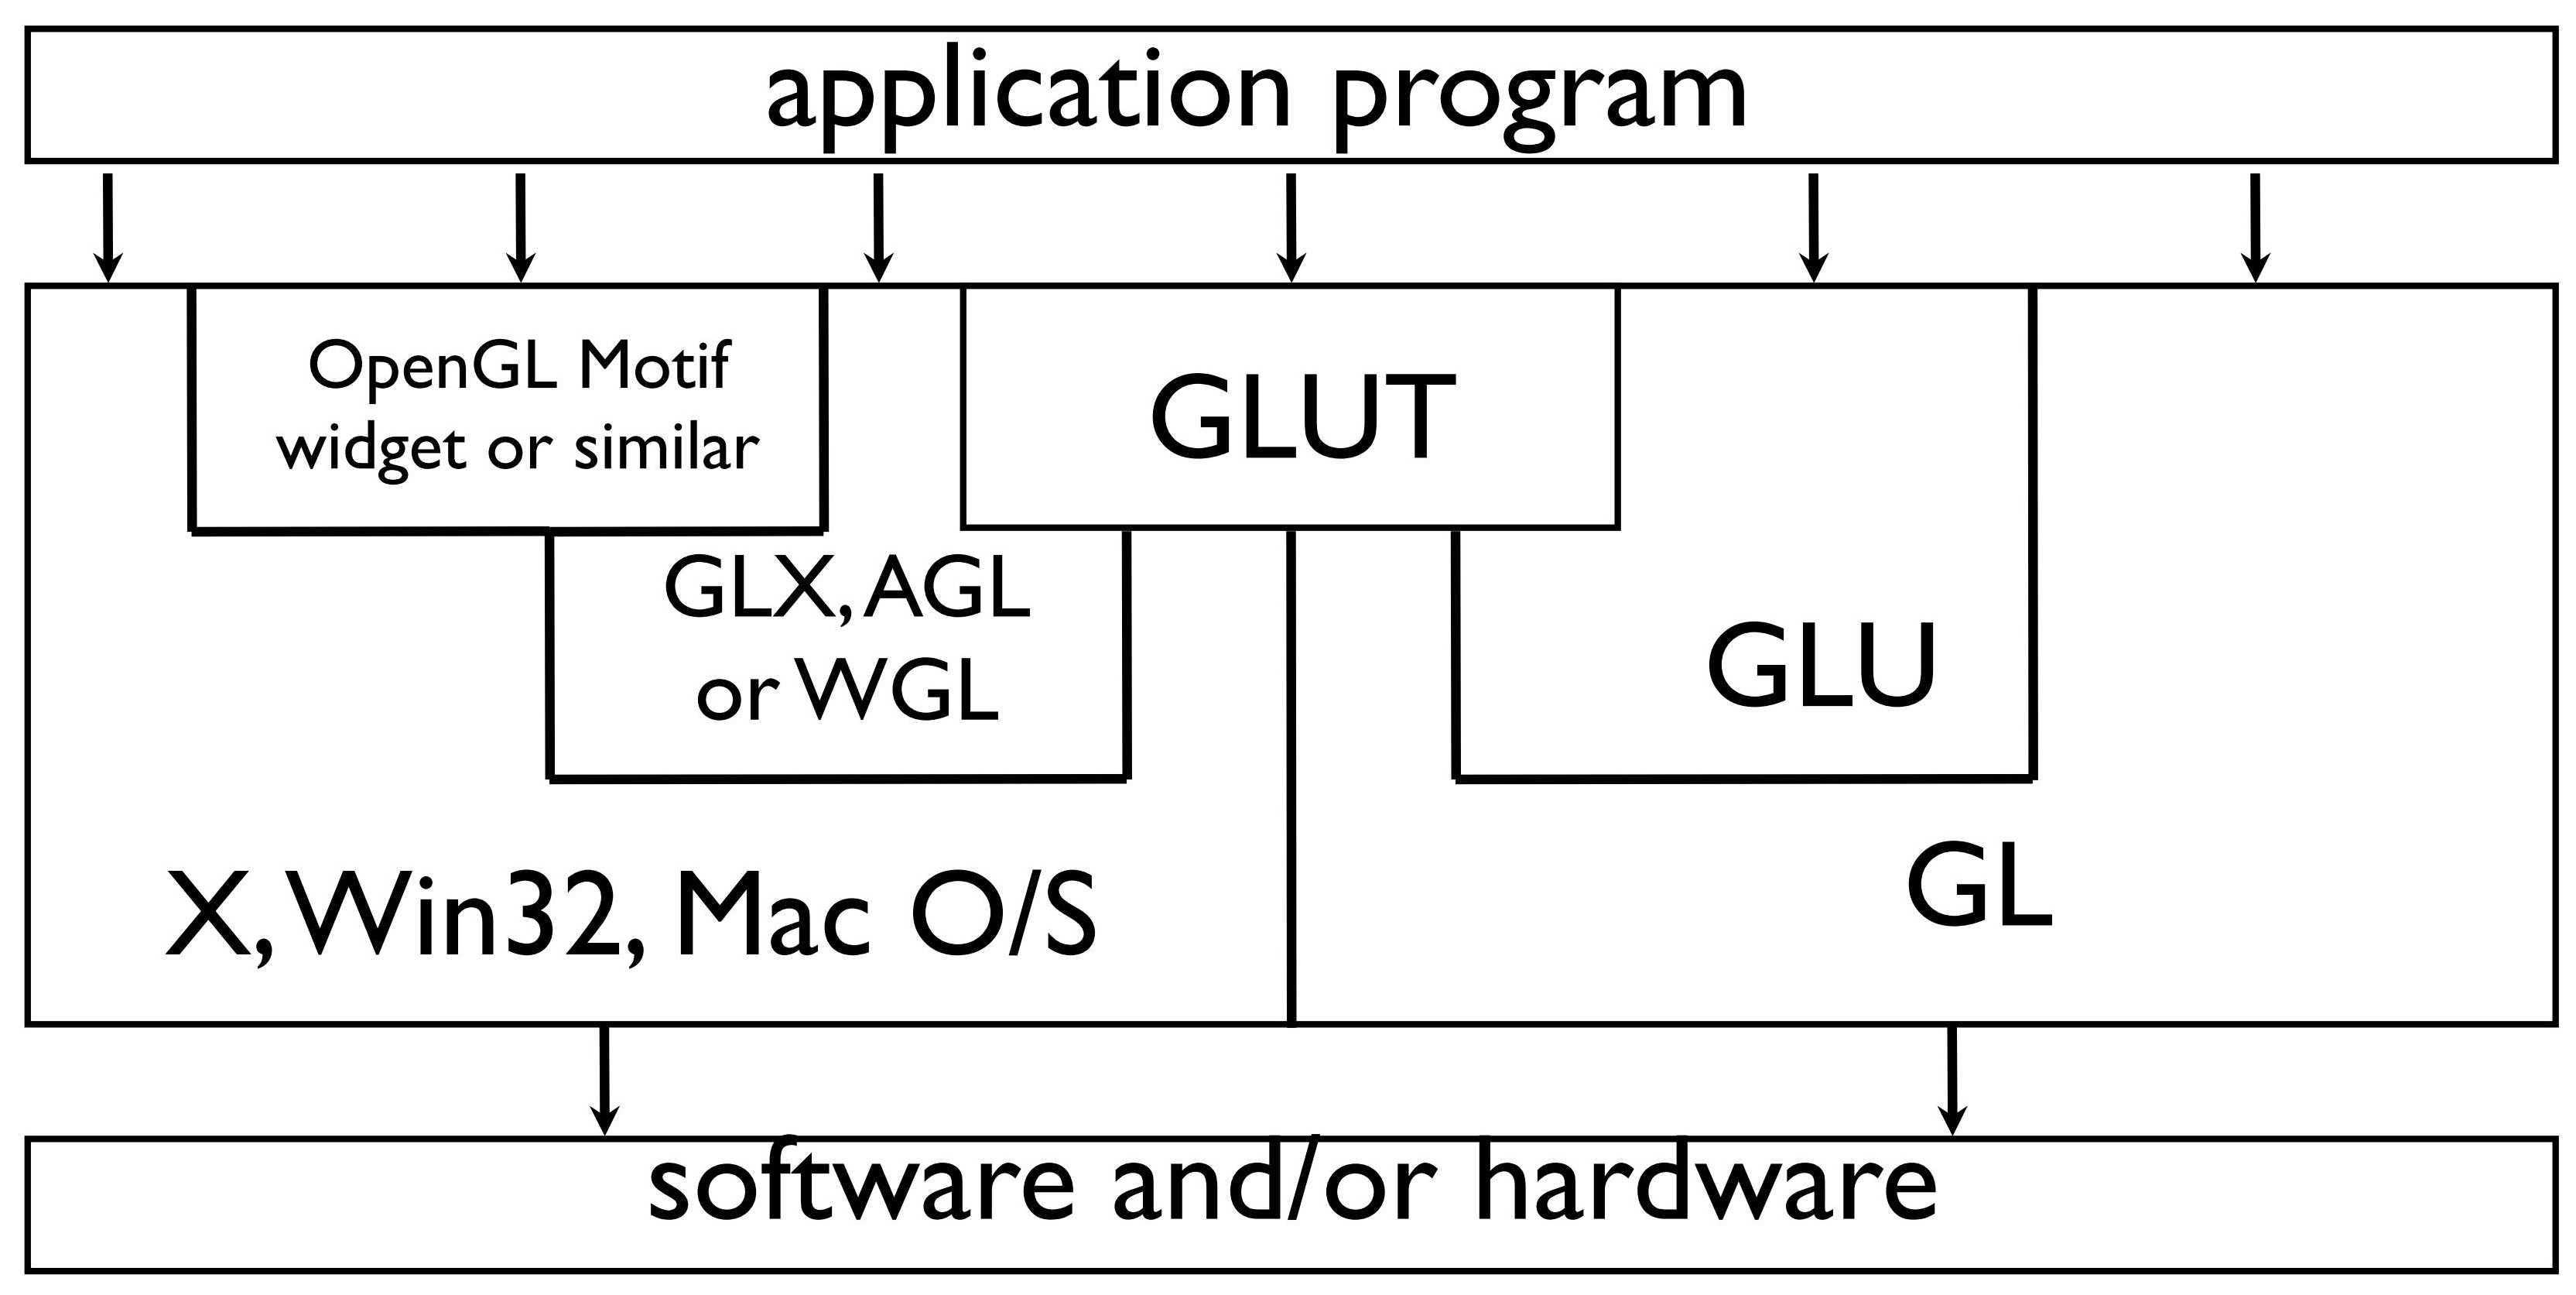 application program
OpenGL Motif
widget or similar
GLUT
GLX, AGL
or WGL
GLU
X, Win32, Mac O/S
GL
software and/or hardware